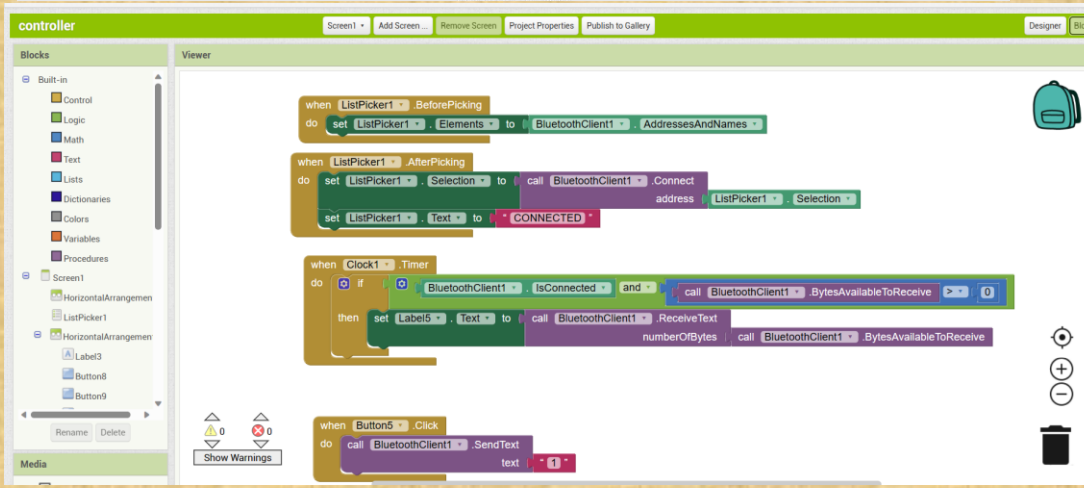 controller
Screen1 Add Screen ... Remove Screen Project Properties Publish to Gallery Designer Blo
Blocks
Viewer
Built-in
Control
Logic
Math
Text
Lists
Dictionaries
Colors
Variables
Procedures
Screen1
HorizontalArrangemen
ListPicker1
HorizontalArrangemen
Label3
Button8
Button9
Rename Delete
Media
when ListPicker1 .BeforePicking
do set ListPicker1 . Elements to BluetoothClient1 . AddressesAndNames
when ListPicker1 .AfterPicking
do set ListPicker1 . Selection to call BluetoothClient1 .Connect
address ListPicker1 . Selection
set ListPicker1 . Text to " CONNECTED "
when Clock1 .Timer
do if BluetoothClient1 . IsConnected and call BluetoothClient1 .BytesAvailableToReceive > 0
then set Label5 . Text to call BluetoothClient1 .ReceiveText
numberOfBytes call BluetoothClient1 .BytesAvailableToReceive
when Button5 .Click
do call BluetoothClient1 .SendText
text " 1 "
0 0
Show Warnings